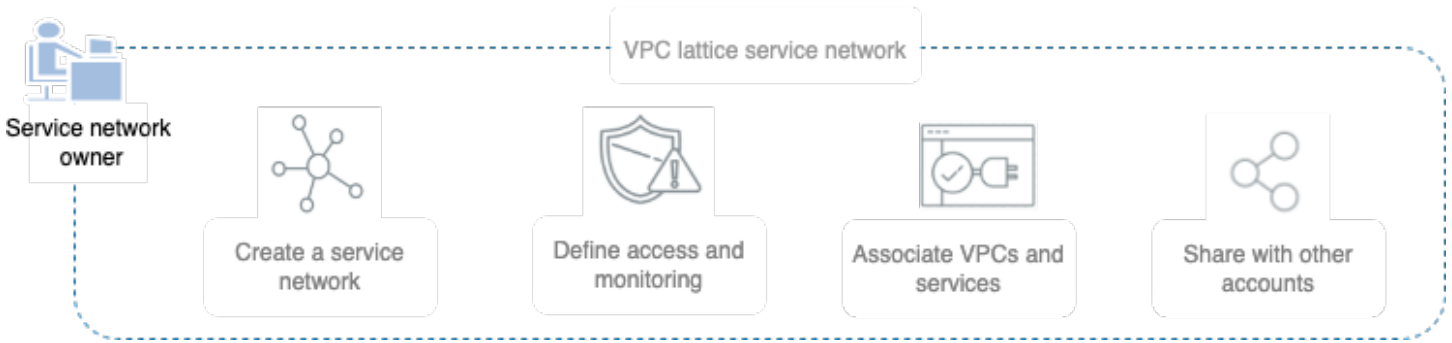 VPC lattice service network
Service network
owner
Create a service
network
Define access and
monitoring
Associate VPCs and
services
Share with other
accounts